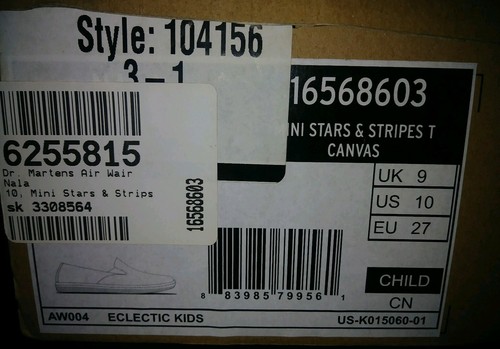 Style: 104156
3 - 1
16568603
INI STARS & STRIPES T
CANVAS
6255815
Dr. Martens Air Wair
Nala
10, Mini Stars & Strips
sk 3308564
16568603
UK 9
US 10
EU 27
CHILD
CN
8 83985 79956 1
AW004 ECLECTIC KIDS US-K015060-01